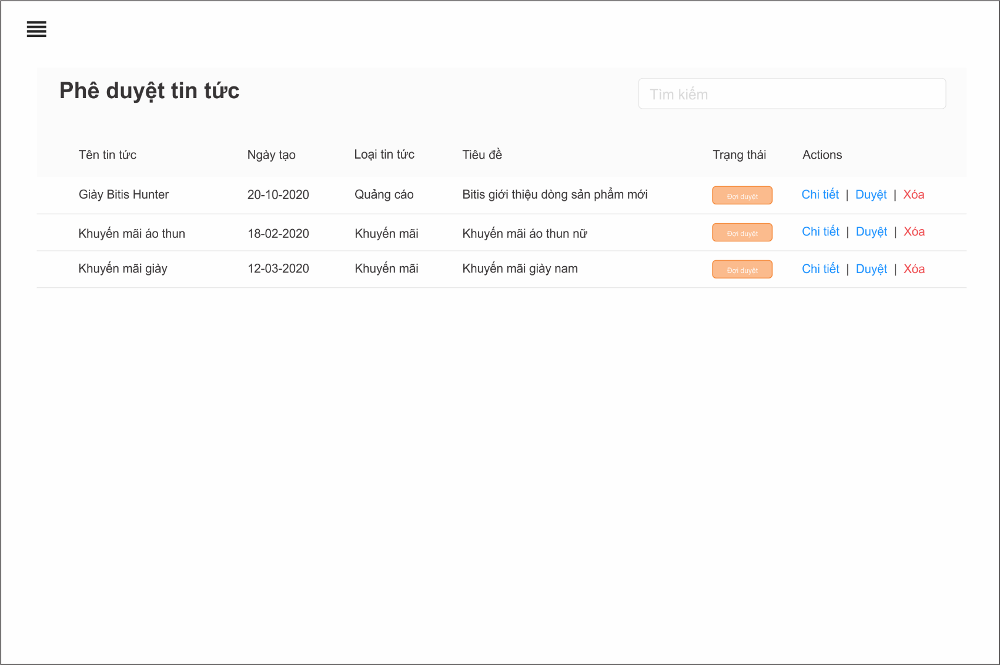 Phê duyệt tin tức
Tìm kiếm
Tên tin tức Ngày tạo Loại tin tức Tiêu đề Trạng thái Actions
Giày Bitis Hunter 20-10-2020 Quảng cáo Bitis giới thiệu dòng sản phẩm mới Đợi duyệt Chi tiết | Duyệt | Xóa
Khuyến mãi áo thun 18-02-2020 Khuyến mãi Khuyến mãi áo thun nữ Đợi duyệt Chi tiết | Duyệt | Xóa
Khuyến mãi giày 12-03-2020 Khuyến mãi Khuyến mãi giày nam Đợi duyệt Chi tiết | Duyệt | Xóa